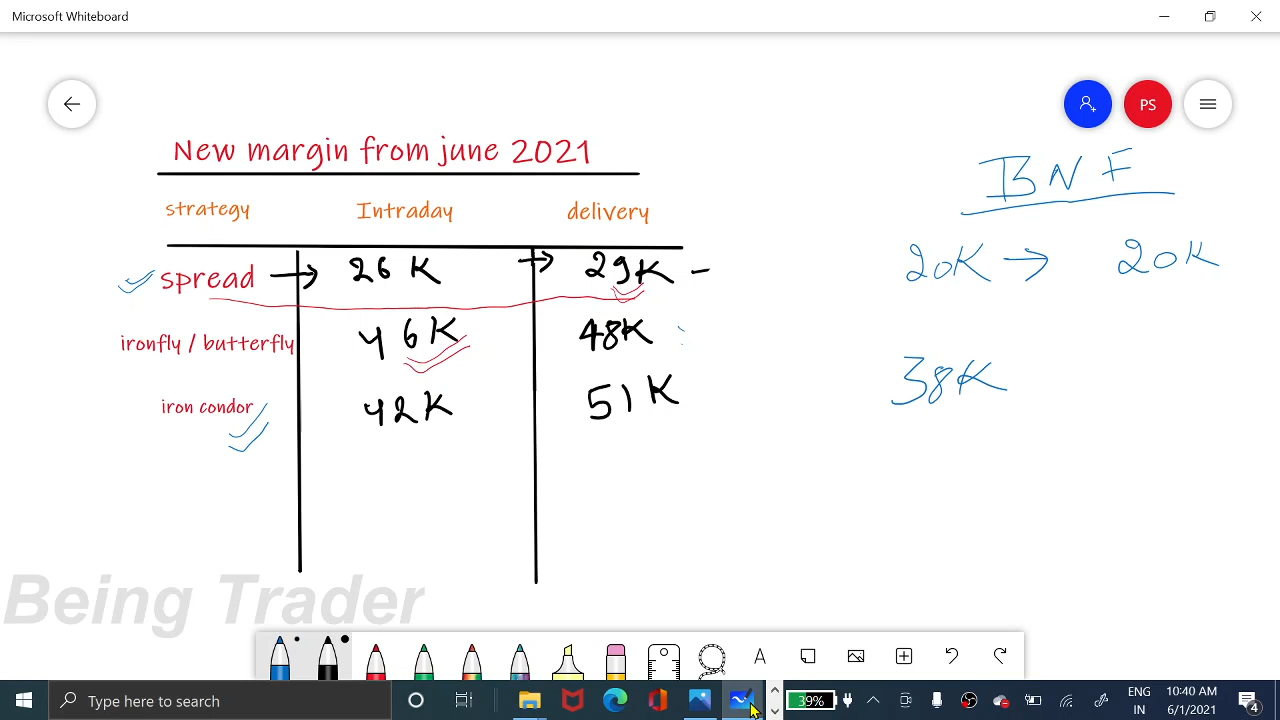 Microsoft Whiteboard
PS
New margin from june 2021
strategy Intraday delivery
spread → 26 K → 29K -
ironfly / butterfly 46K 48K
iron condor 42K 51K
BNF
20K → 20K
38K
Being Trader
A
Type here to search
39%
ENG
IN
10:40 AM
6/1/2021
4